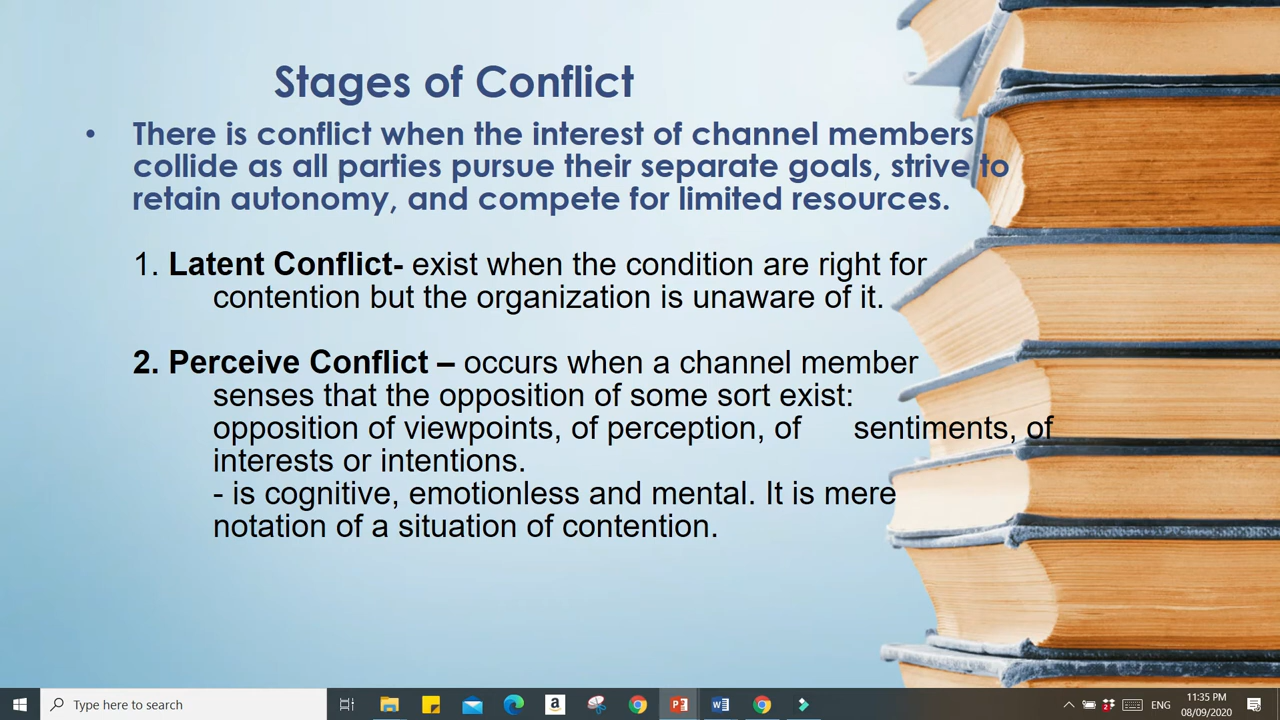 Stages of Conflict
• There is conflict when the interest of channel members
collide as all parties pursue their separate goals, strive to
retain autonomy, and compete for limited resources.
1. Latent Conflict- exist when the condition are right for
contention but the organization is unaware of it.
2. Perceive Conflict – occurs when a channel member
senses that the opposition of some sort exist:
opposition of viewpoints, of perception, of sentiments, of
interests or intentions.
- is cognitive, emotionless and mental. It is mere
notation of a situation of contention.
Type here to search
ENG
11:35 PM
08/09/2020